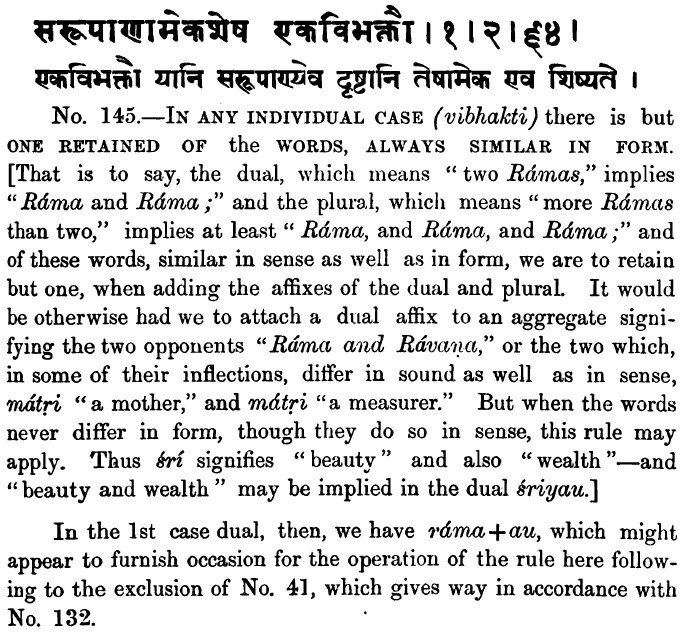 सरूपाणामेकशेष एकविभक्तौ । १ । २ । ६४ ।
एकविभक्तौ यानि सरूपाण्येव दृष्टानि तेषामेक एव शिष्यते ।
No. 145.—IN ANY INDIVIDUAL CASE (vibhakti) there is but
ONE RETAINED OF the WORDS, ALWAYS SIMILAR IN FORM.
[That is to say, the dual, which means “two Rámas,” implies
“Ráma and Ráma;” and the plural, which means “more Rámas
than two,” implies at least “Ráma, and Ráma, and Ráma;” and
of these words, similar in sense as well as in form, we are to retain
but one, when adding the affixes of the dual and plural. It would
be otherwise had we to attach a dual affix to an aggregate signi-
fying the two opponents “Ráma and Rávaṇa,” or the two which,
in some of their inflections, differ in sound as well as in sense,
mátṛi “a mother,” and mátṛi “a measurer.” But when the words
never differ in form, though they do so in sense, this rule may
apply. Thus śrí signifies “beauty” and also “wealth”—and
“beauty and wealth” may be implied in the dual śriyau.]
In the 1st case dual, then, we have ráma+au, which might
appear to furnish occasion for the operation of the rule here follow-
ing to the exclusion of No. 41, which gives way in accordance with
No. 132.